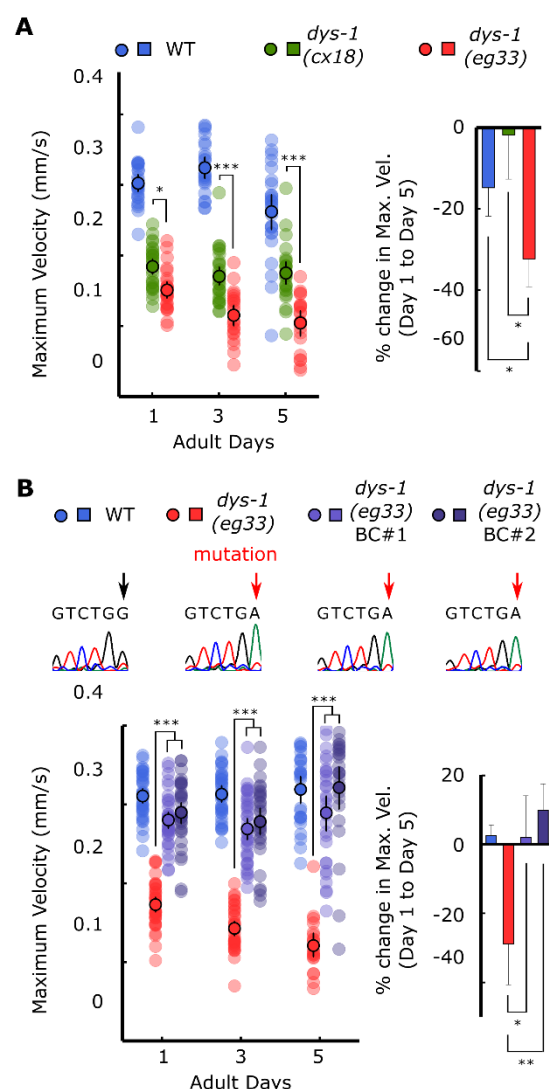 A
WT
dys-1
(cx18)
dys-1
(eg33)
Maximum Velocity (mm/s)
0.4
0.3
0.2
0.1
0
*
***
***
1
3
5
Adult Days
% change in Max. Vel.
(Day 1 to Day 5)
0
-20
-40
-60
*
*
B
WT
dys-1
(eg33)
dys-1
(eg33)
BC#1
dys-1
(eg33)
BC#2
mutation
GTCTGG
GTCTGA
GTCTGA
GTCTGA
Maximum Velocity (mm/s)
0.4
0.3
0.2
0.1
0
***
***
***
1
3
5
Adult Days
% change in Max. Vel.
(Day 1 to Day 5)
20
0
-20
-40
*
**